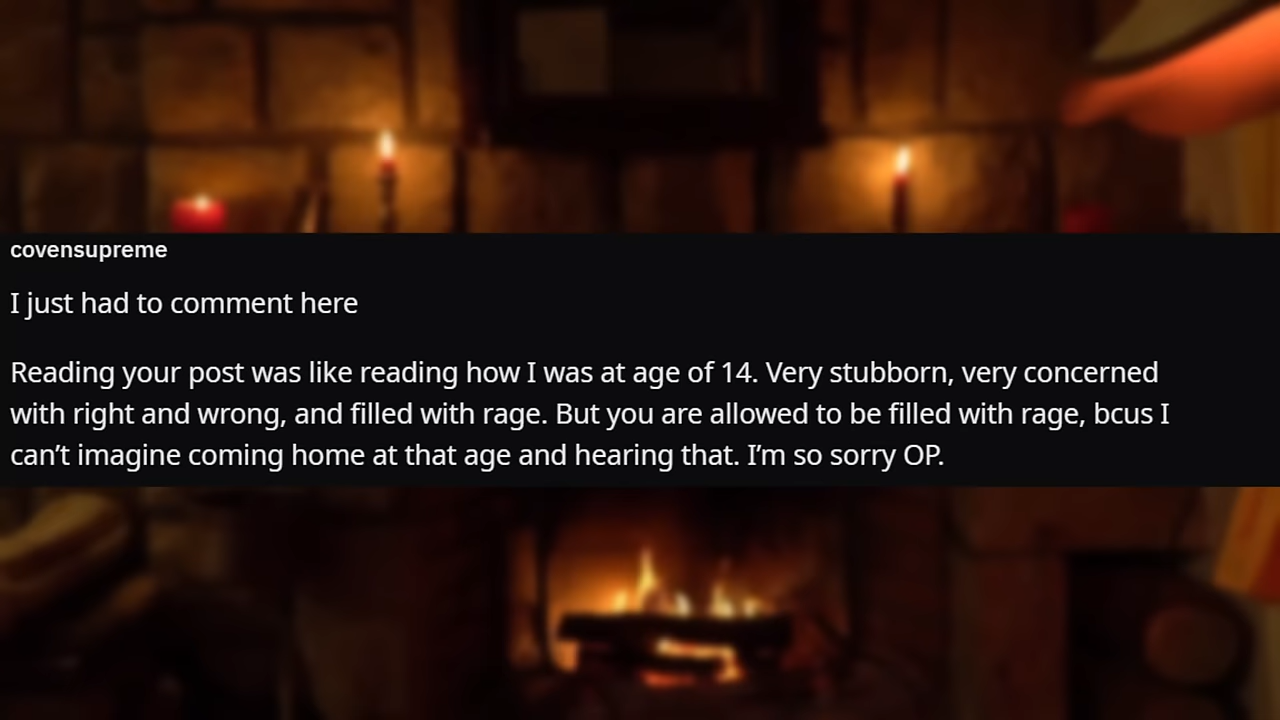 covensupreme
I just had to comment here
Reading your post was like reading how I was at age of 14. Very stubborn, very concerned
with right and wrong, and filled with rage. But you are allowed to be filled with rage, bcus I
can’t imagine coming home at that age and hearing that. I’m so sorry OP.